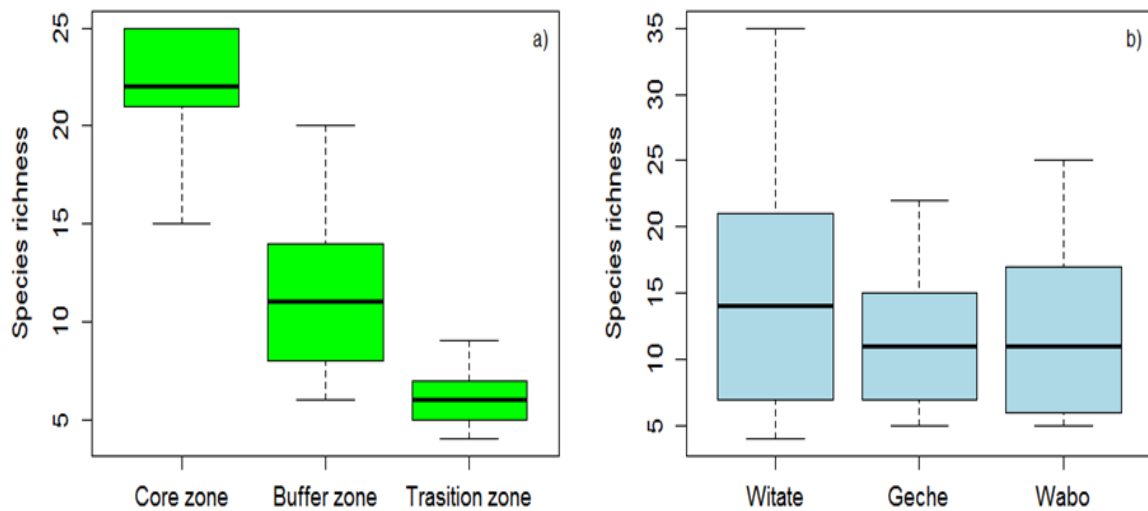 a)
Species richness
25
20
15
10
5
Core zone Buffer zone Trasition zone
b)
Species richness
35
30
25
20
15
10
5
Witate Geche Wabo